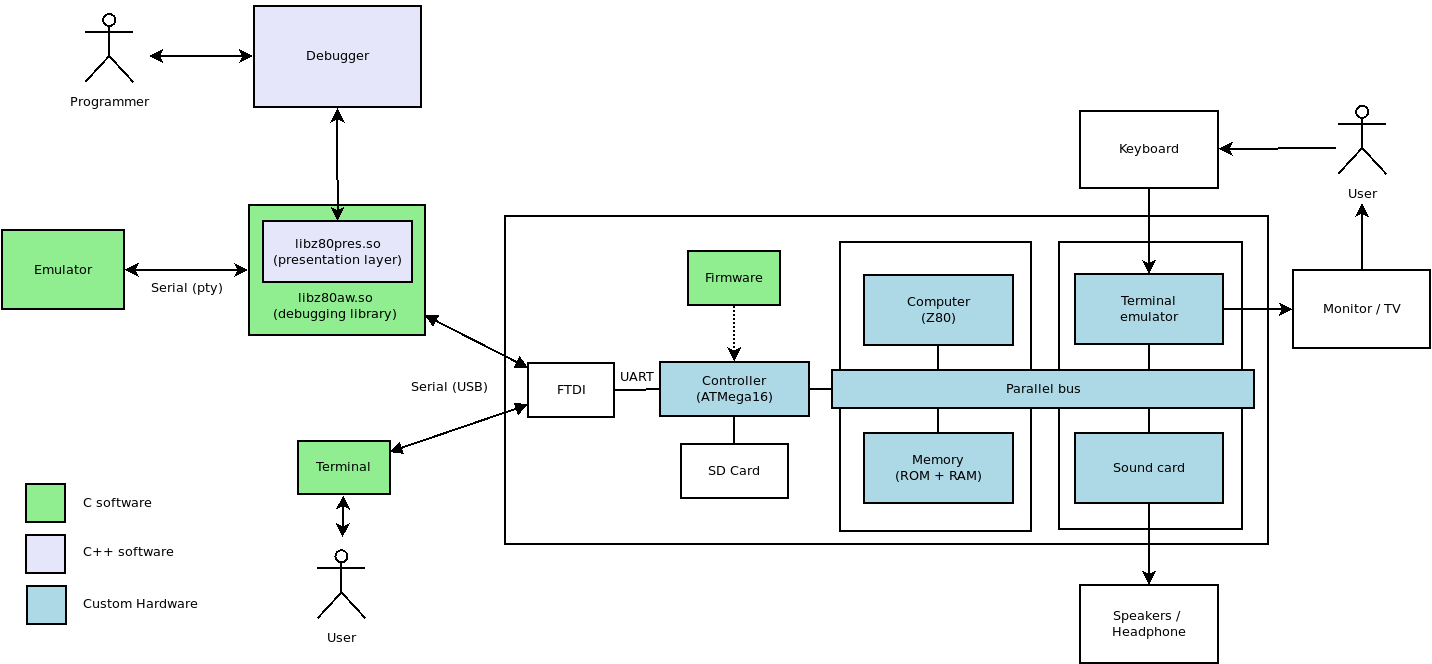 Programmer
Debugger
Keyboard
User
Emulator
Serial (pty)
libz80pres.so
(presentation layer)
libz80aw.so
(debugging library)
Firmware
Computer
(Z80)
Terminal
emulator
Monitor / TV
Serial (USB)
FTDI
UART
Controller
(ATMega16)
Parallel bus
Terminal
SD Card
Memory
(ROM + RAM)
Sound card
C software
C++ software
Custom Hardware
User
Speakers /
Headphone